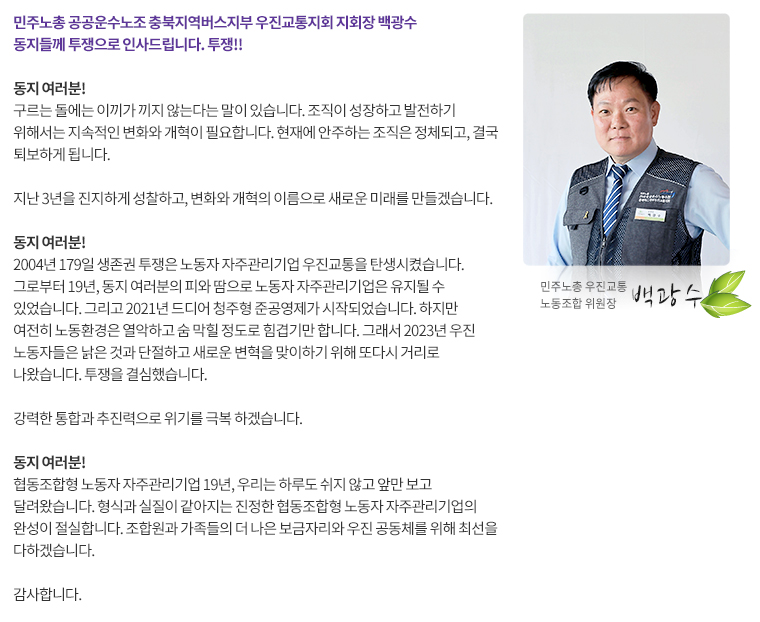 민주노총 공공운수노조 충북지역버스지부 우진교통지회 지회장 백광수
동지들께 투쟁으로 인사드립니다. 투쟁!!
동지 여러분!
구르는 돌에는 이끼가 끼지 않는다는 말이 있습니다. 조직이 성장하고 발전하기
위해서는 지속적인 변화와 개혁이 필요합니다. 현재에 안주하는 조직은 정체되고, 결국
퇴보하게 됩니다.
지난 3년을 진지하게 성찰하고, 변화와 개혁의 이름으로 새로운 미래를 만들겠습니다.
동지 여러분!
2004년 179일 생존권 투쟁은 노동자 자주관리기업 우진교통을 탄생시켰습니다.
그로부터 19년, 동지 여러분의 피와 땀으로 노동자 자주관리기업은 유지될 수
있었습니다. 그리고 2021년 드디어 청주형 준공영제가 시작되었습니다. 하지만
여전히 노동환경은 열악하고 숨 막힐 정도로 힘겹기만 합니다. 그래서 2023년 우진
노동자들은 낡은 것과 단절하고 새로운 변혁을 맞이하기 위해 또다시 거리로
나왔습니다. 투쟁을 결심했습니다.
강력한 통합과 추진력으로 위기를 극복 하겠습니다.
동지 여러분!
협동조합형 노동자 자주관리기업 19년, 우리는 하루도 쉬지 않고 앞만 보고
달려왔습니다. 형식과 실질이 같아지는 진정한 협동조합형 노동자 자주관리기업의
완성이 절실합니다. 조합원과 가족들의 더 나은 보금자리와 우진 공동체를 위해 최선을
다하겠습니다.
감사합니다.
민주노총 우진교통
노동조합 위원장
백광수